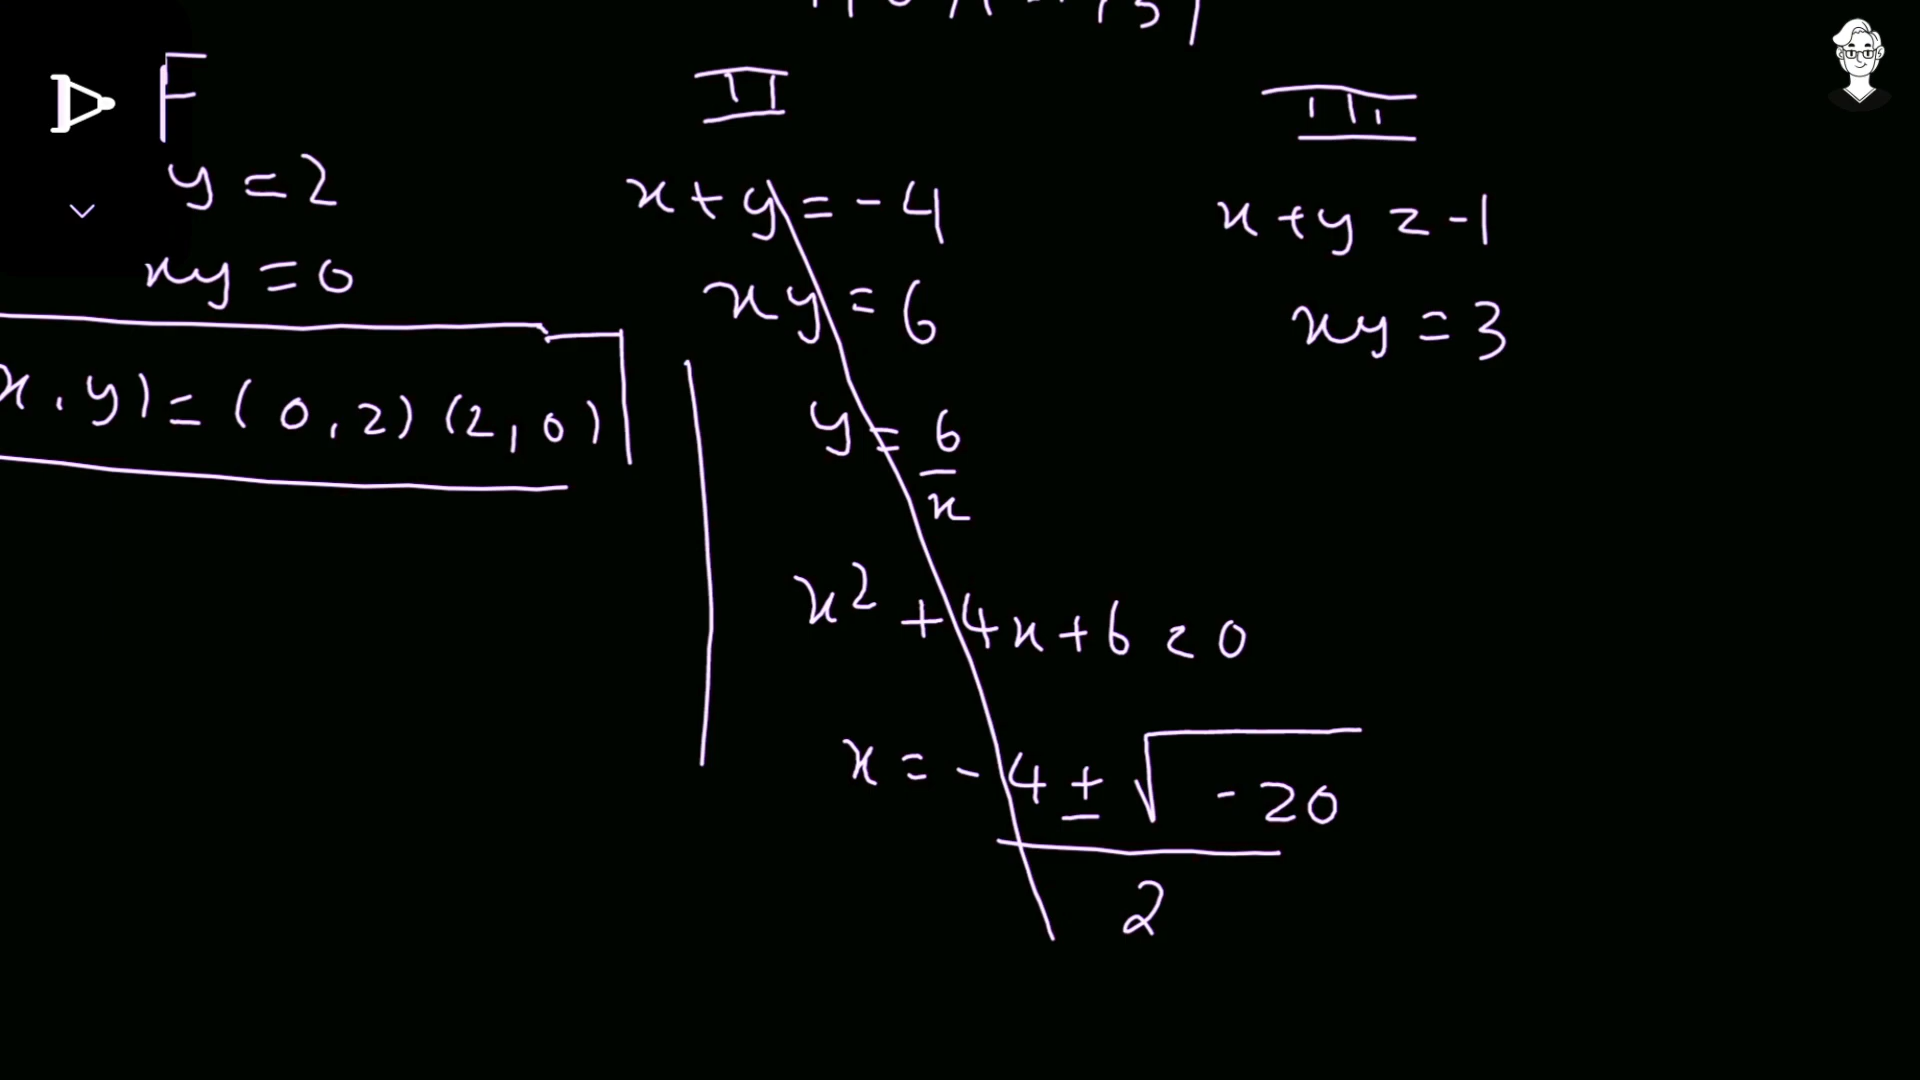 F
y = 2
xy = 0
x, y) = (0, 2) (2, 0)
II
x + y = - 4
xy = 6
y = 6/x
x² + 4x + 6 = 0
x = - 4 ± √-20 / 2
III
x + y = -1
xy = 3